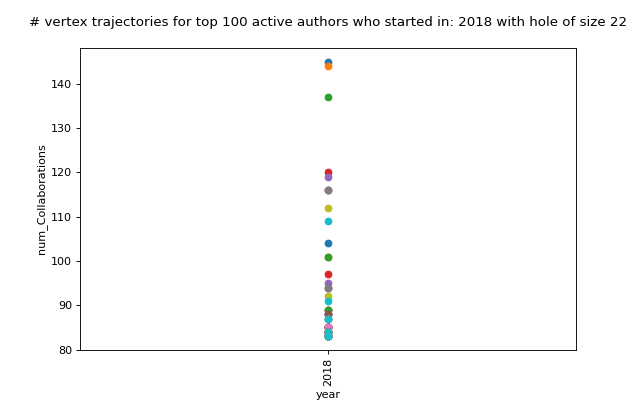 # vertex trajectories for top 100 active authors who started in: 2018 with hole of size 22
140
130
120
110
100
90
80
num_Collaborations
2018
year